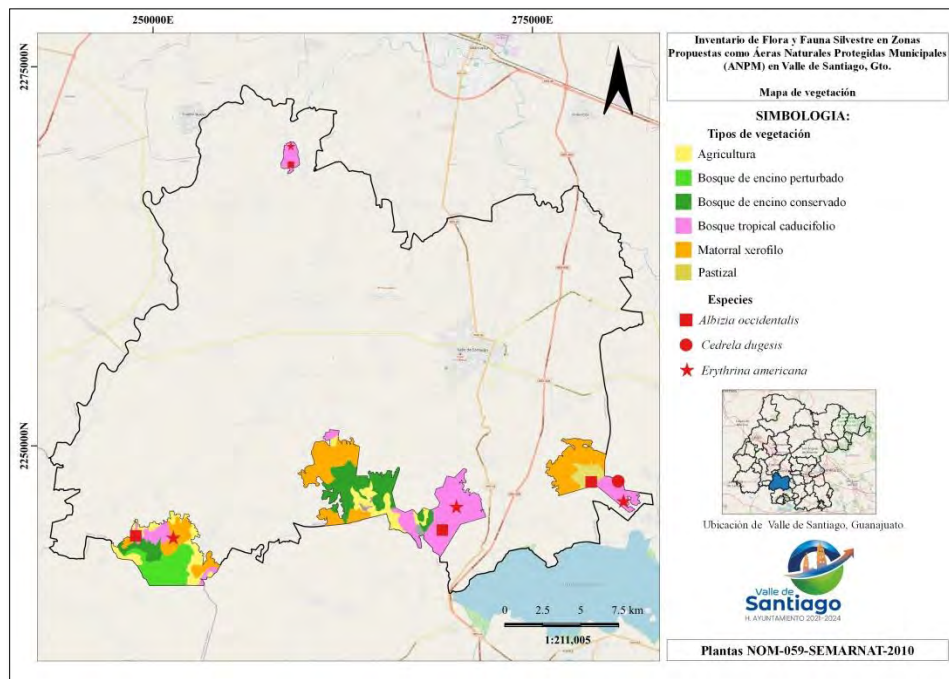 250000E
275000E
2275000N
2250000N
Valle de Santiago
0 2.5 5 7.5 km
1:211,005
Inventario de Flora y Fauna Silvestre en Zonas
Propuestas como Áeras Naturales Protegidas Municipales
(ANPM) en Valle de Santiago, Gto.
Mapa de vegetación
SIMBOLOGIA:
Tipos de vegetación
Agricultura
Bosque de encino perturbado
Bosque de encino conservado
Bosque tropical caducifolio
Matorral xerofilo
Pastizal
Especies
Albizia occidentalis
Cedrela dugesis
Erythrina americana
Ubicación de Valle de Santiago, Guanajuato.
Valle de
Santiago
H. AYUNTAMIENTO 2021-2024
Plantas NOM-059-SEMARNAT-2010